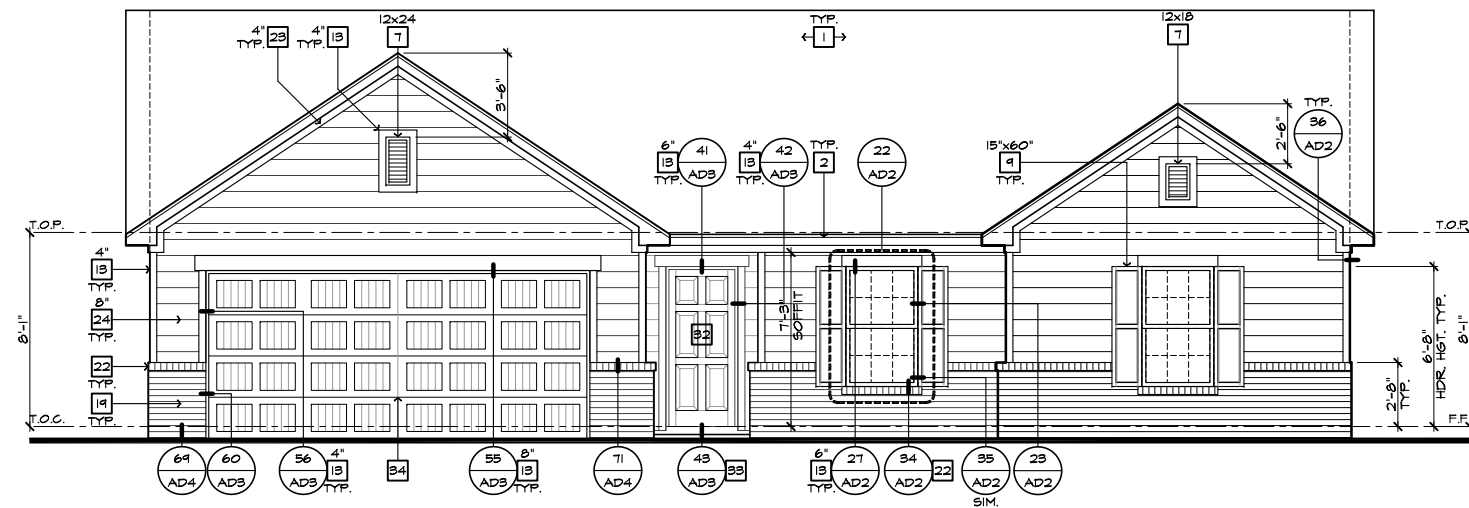 12x24
4"
23
TYP.
4"
13
TYP.
7
TYP.
1
12x18
7
3'-6"
TYP.
36
AD2
2'-6"
6"
13
TYP.
41
AD3
4"
13
TYP.
42
AD3
TYP.
2
22
AD2
15"x60"
9
TYP.
T.O.P.
T.O.P.
4"
13
TYP.
8"
24
TYP.
22
TYP.
19
TYP.
8'-1"
T.O.C.
32
7'-3"
SOFFIT
6'-8"
HDR. HGT. TYP.
8'-1"
2'-8"
TYP.
F.F.
69
AD4
60
AD3
56
AD3
4"
13
TYP.
34
55
AD3
8"
13
TYP.
71
AD4
43
AD3
33
6"
13
TYP.
27
AD2
34
AD2
22
35
AD2
SIM.
23
AD2